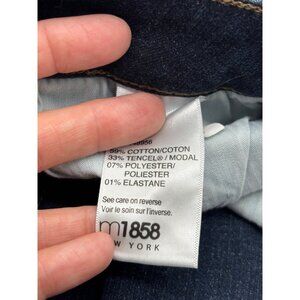 59% COTTON/COTON
33% TENCEL® / MODAL
07% POLYESTER/
POLIESTER
01% ELASTANE
See care on reverse
Voir le soin sur l'inverse.
m1858
NEW YORK